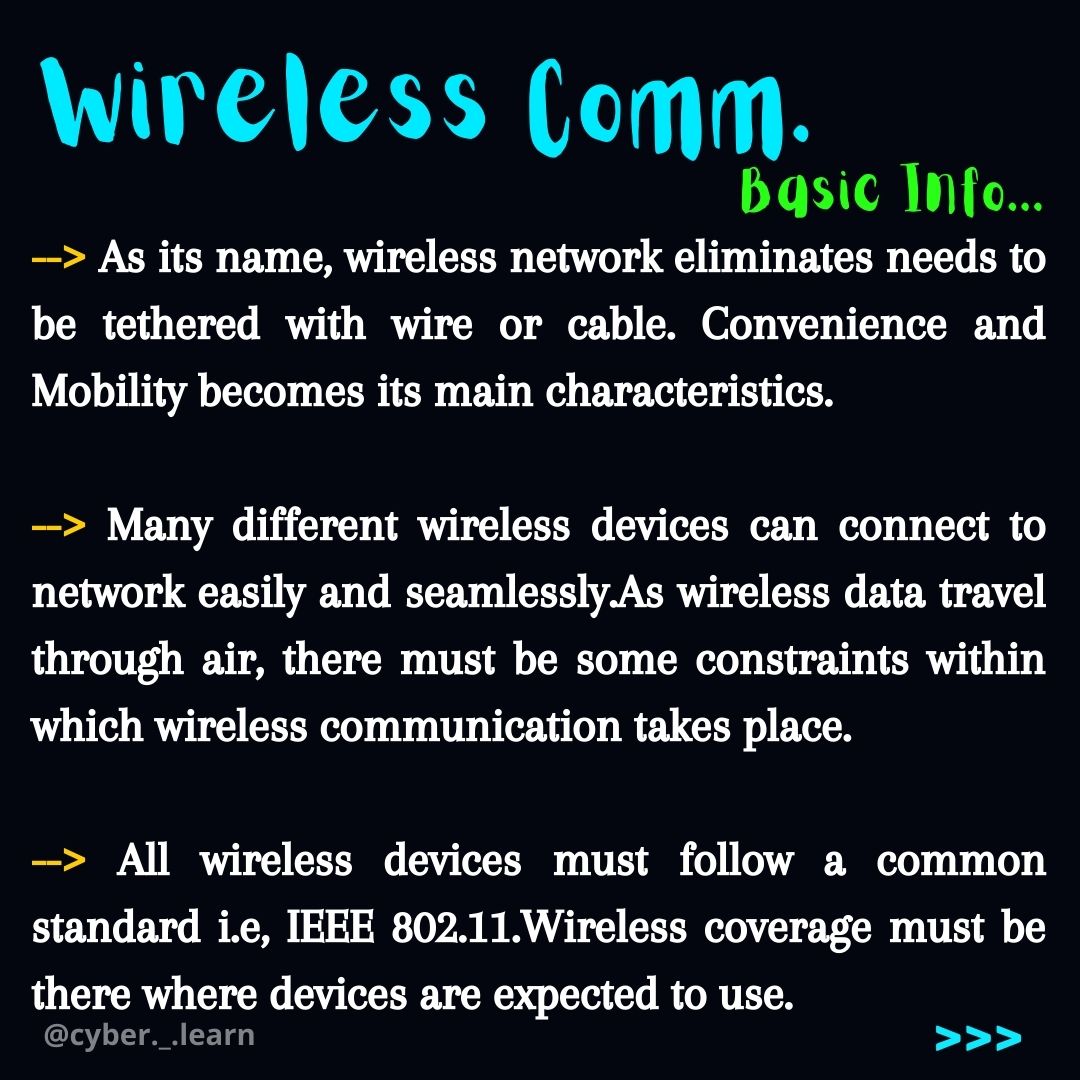 Wireless Comm.
Basic Info...
--> As its name, wireless network eliminates needs to
be tethered with wire or cable. Convenience and
Mobility becomes its main characteristics.
--> Many different wireless devices can connect to
network easily and seamlessly.As wireless data travel
through air, there must be some constraints within
which wireless communication takes place.
--> All wireless devices must follow a common
standard i.e, IEEE 802.11.Wireless coverage must be
there where devices are expected to use.
@cyber._.learn
>>>